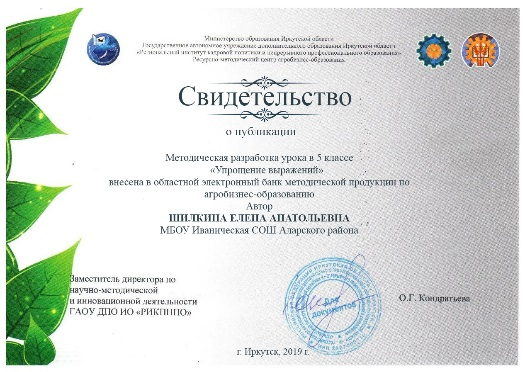 Министерство образования Иркутской области
Государственное автономное учреждение дополнительного образования Иркутской области
«Региональный институт кадровой политики и непрерывного профессионального образования»
Ресурсно-методический центр агробизнес-образования
Свидетельство
о публикации
Методическая разработка урока в 5 классе
«Упрощение выражений»
внесена в областной электронный банк методической продукции по
агробизнес-образованию
Автор
ШИЛКИНА ЕЛЕНА АНАТОЛЬЕВНА
МБОУ Иваническая СОШ Аларского района
Заместитель директора по
научно-методической
и инновационной деятельности
ГАОУ ДПО ИО «РИКПНПО»
для
документов
О.Г. Кондратьева
г. Иркутск, 2019 г.